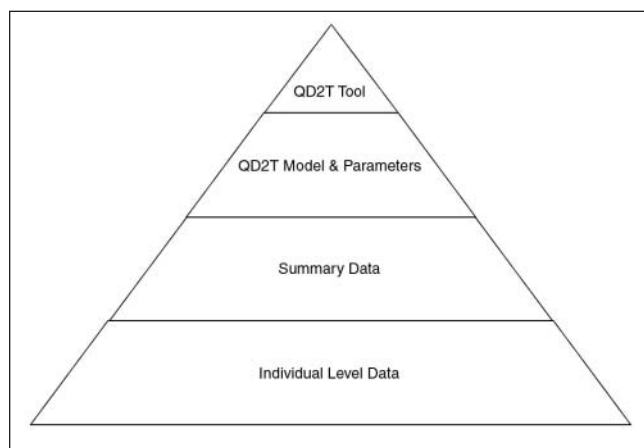 QD2T Tool
QD2T Model & Parameters
Summary Data
Individual Level Data